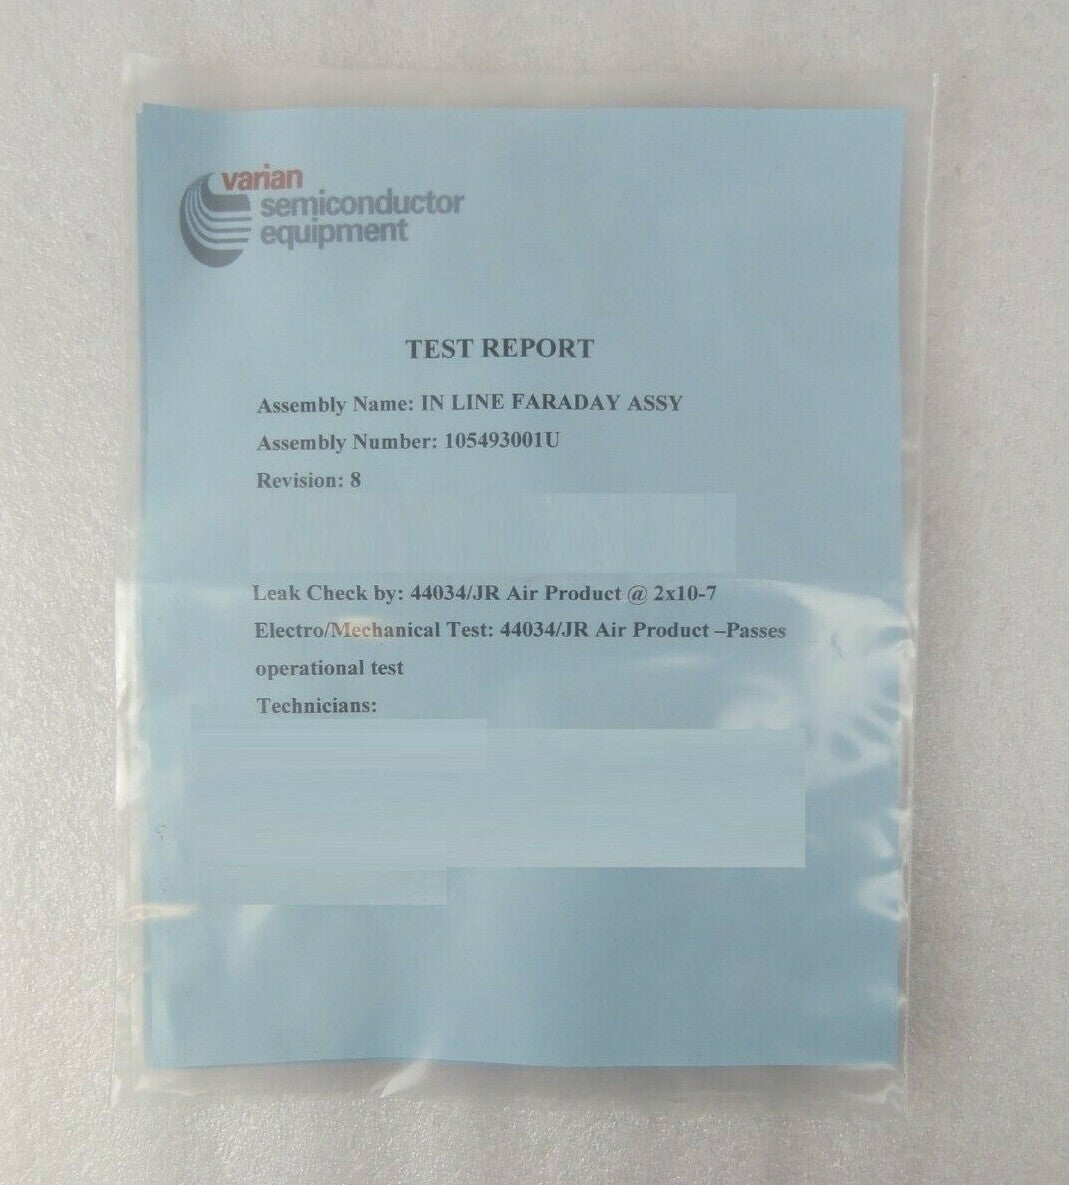 varian
semiconductor
equipment
TEST REPORT
Assembly Name: IN LINE FARADAY ASSY
Assembly Number: 105493001U
Revision: 8
Leak Check by: 44034/JR Air Product @ 2x10-7
Electro/Mechanical Test: 44034/JR Air Product –Passes
operational test
Technicians: